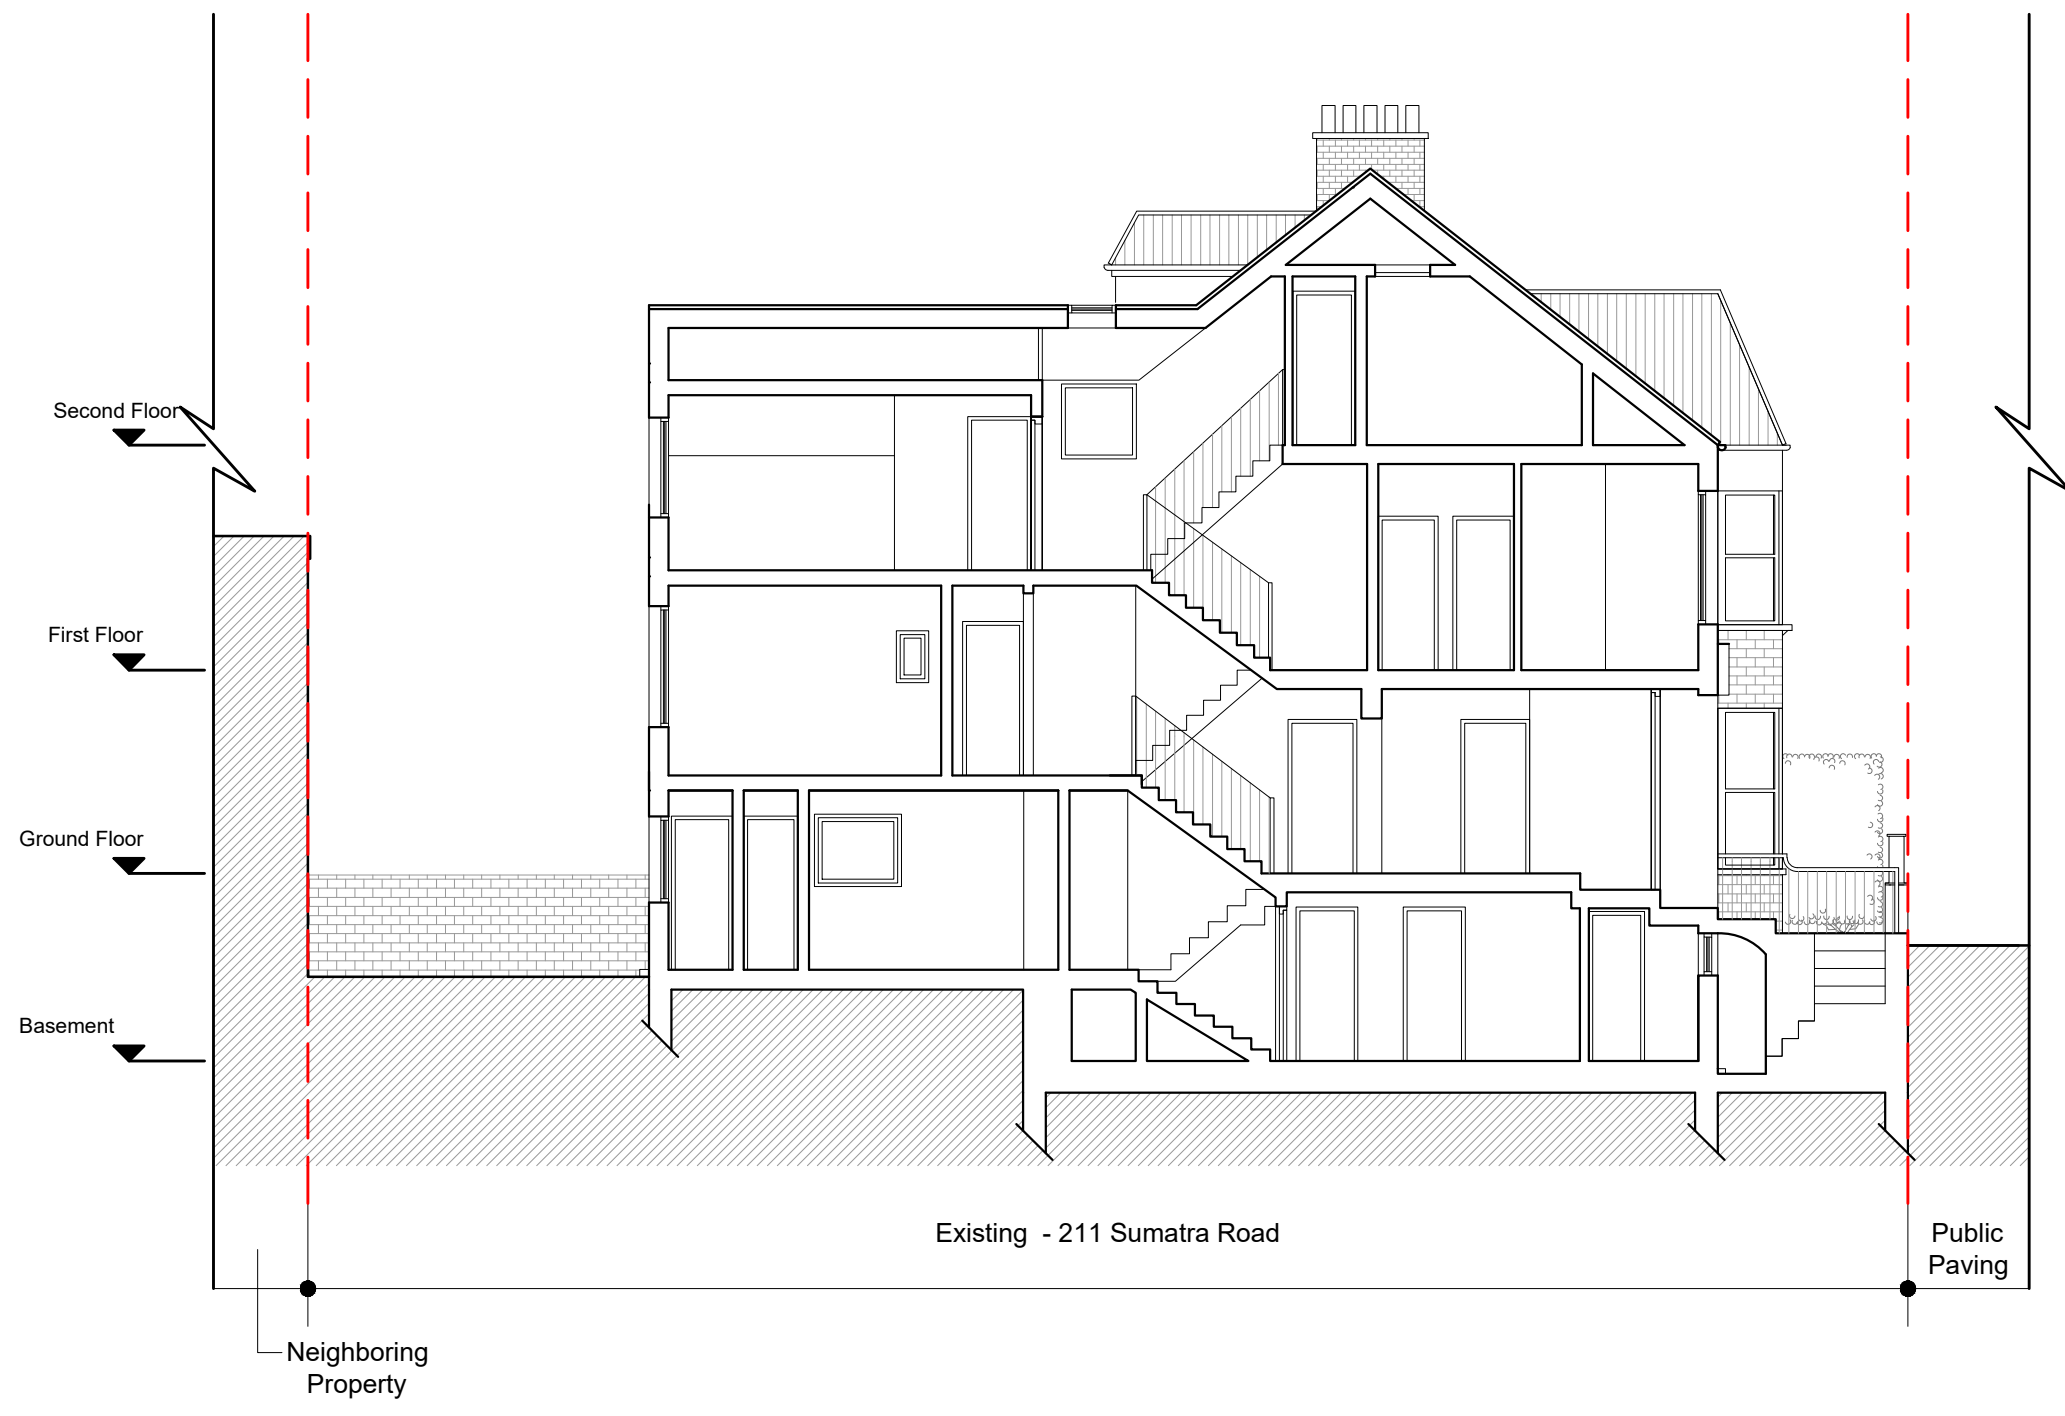 Second Floor
First Floor
Ground Floor
Basement
Existing - 211 Sumatra Road
Public
Paving
Neighboring
Property